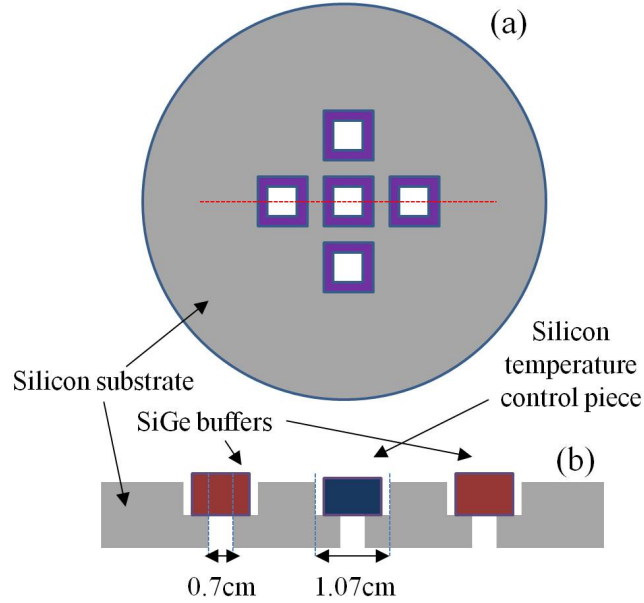 (a)
Silicon
temperature
control piece
Silicon substrate
SiGe buffers
(b)
0.7cm
1.07cm